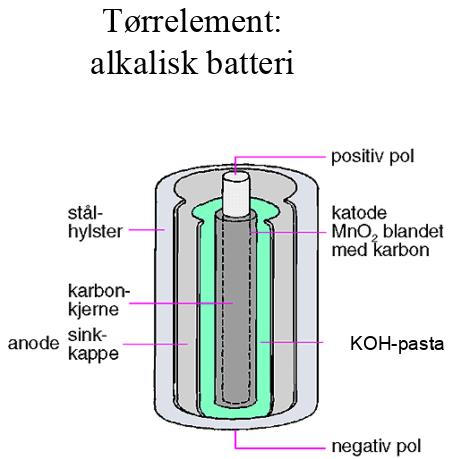 Tørrelement:
alkalisk batteri
positiv pol
stål-
hylster
katode
MnO₂ blandet
med karbon
karbon-
kjerne
anode
sink-
kappe
KOH-pasta
negativ pol